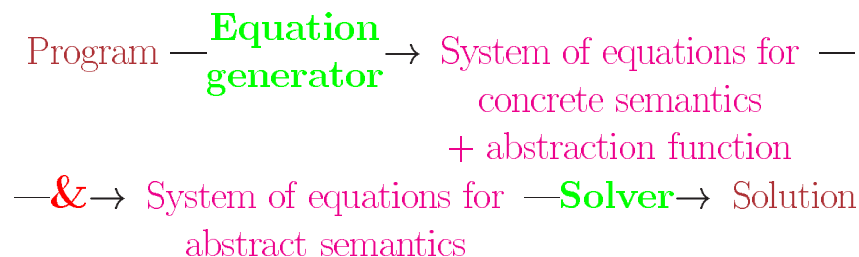 Program —Equation generator→ System of equations for —
concrete semantics
+ abstraction function
—&→ System of equations for —Solver→ Solution
abstract semantics